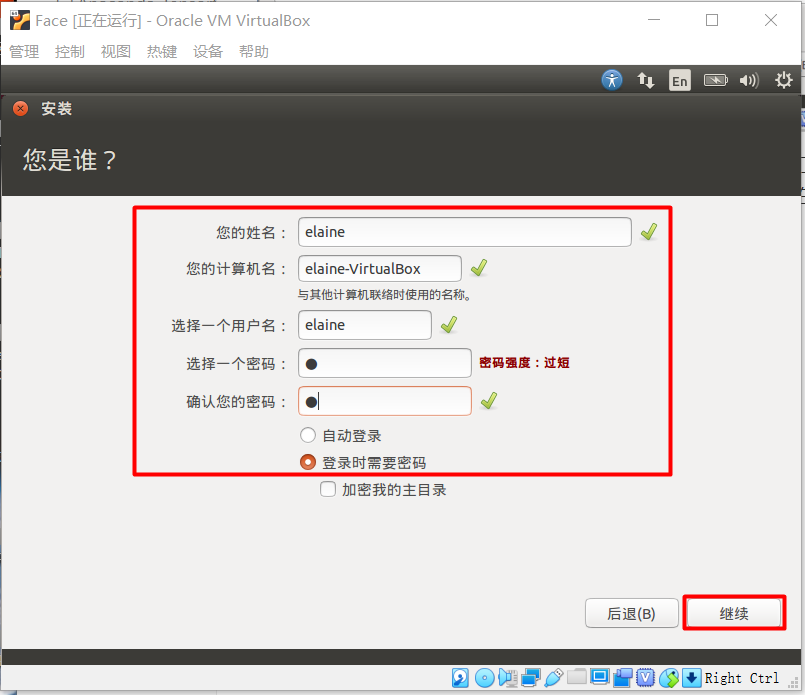 Face [正在运行] - Oracle VM VirtualBox
管理 控制 视图 热键 设备 帮助
En
安装
您是谁？
您的姓名： elaine
您的计算机名： elaine-VirtualBox
与其他计算机联络时使用的名称。
选择一个用户名： elaine
选择一个密码： 密码强度：过短
确认您的密码：
自动登录
登录时需要密码
加密我的主目录
后退(B) 继续
Right Ctrl